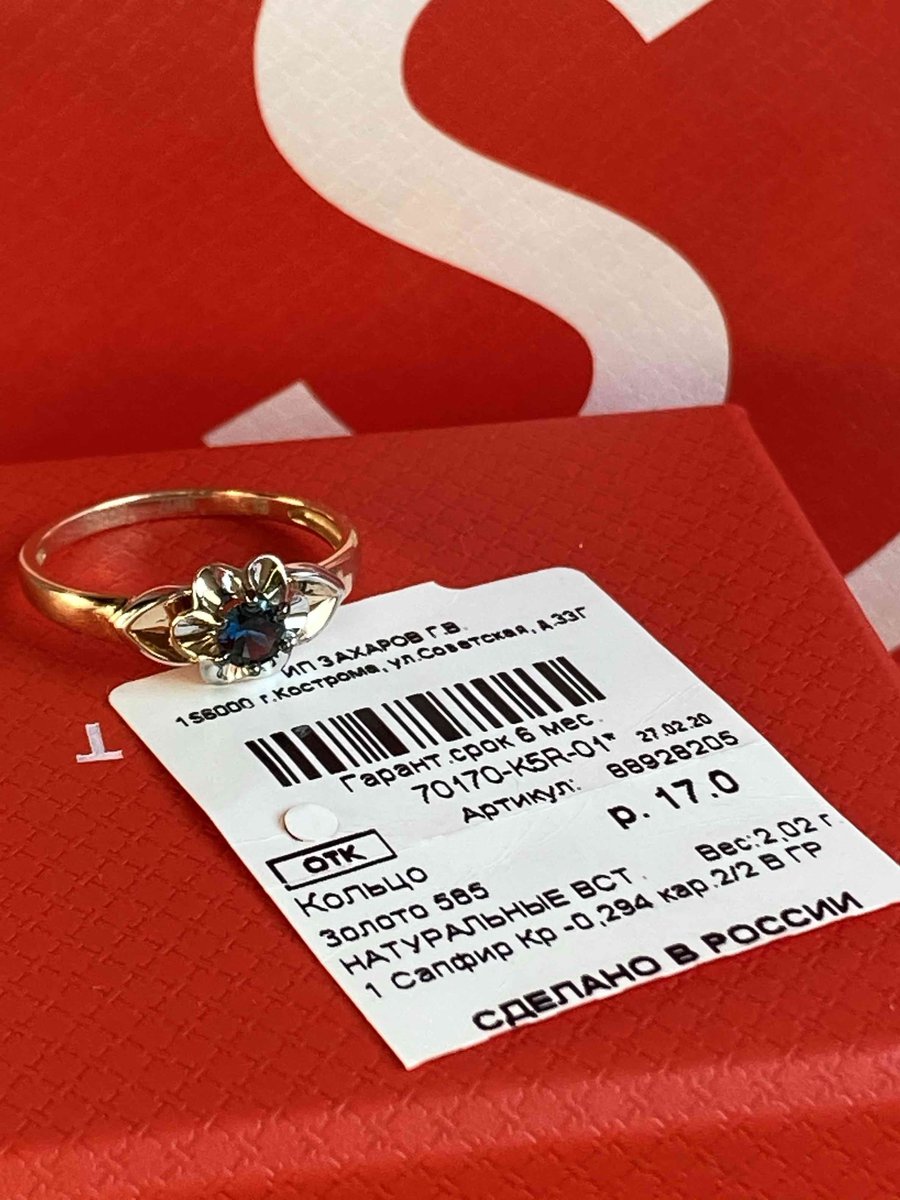 S
ИП ЗАХАРОВ Г.В.
156000 г.Кострома, ул.Советская, д.33Г
Гарант.срок 6 мес.
70170-K5R-01* 27.02.20
Артикул: 88928205
р. 17.0
ОТК
Кольцо Вес:2,02 г
Золото 585
НАТУРАЛЬНЫЕ ВСТ.
1 Сапфир Кр -0,294 кар.2/2 В ГР
СДЕЛАНО В РОССИИ